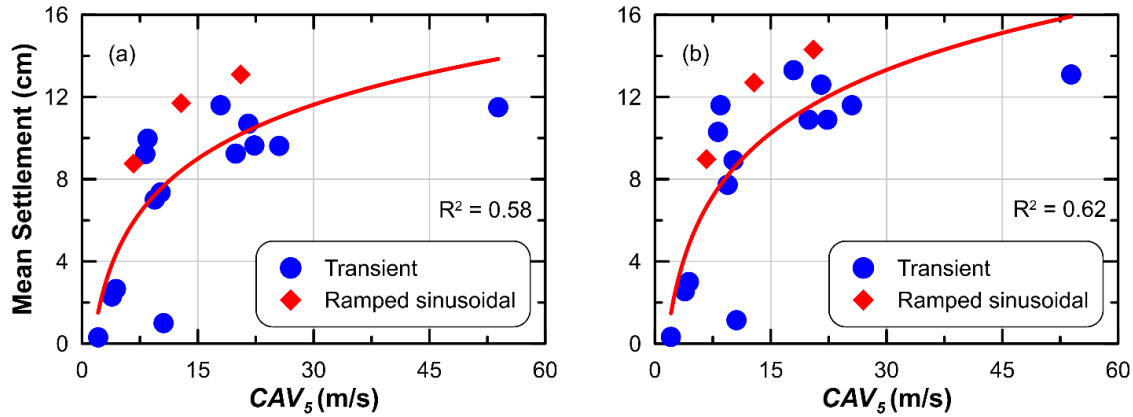 16
12
8
4
0
Mean Settlement (cm)
(a)
R² = 0.58
Transient
Ramped sinusoidal
0 15 30 45 60
CAV₅ (m/s)
16
12
8
4
0
(b)
R² = 0.62
Transient
Ramped sinusoidal
0 15 30 45 60
CAV₅ (m/s)